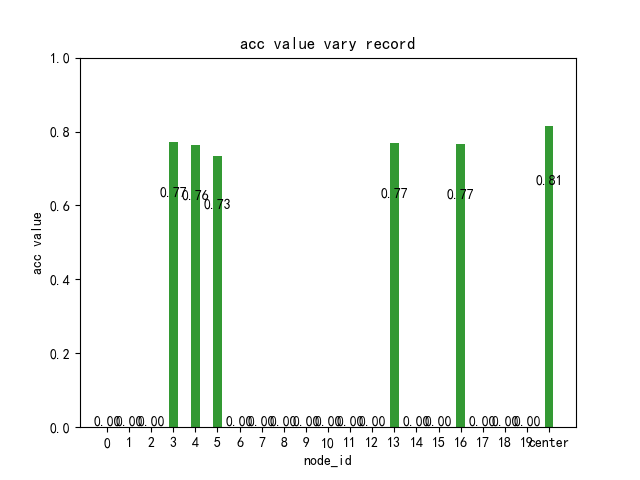 acc value vary record
acc value
1.0
0.8
0.6
0.4
0.2
0.0
0.00 0.00 0.00 0.77 0.76 0.73 0.00 0.00 0.00 0.00 0.00 0.00 0.00 0.77 0.00 0.00 0.77 0.00 0.00 0.00 0.81
0 1 2 3 4 5 6 7 8 9 10 11 12 13 14 15 16 17 18 19 center
node_id